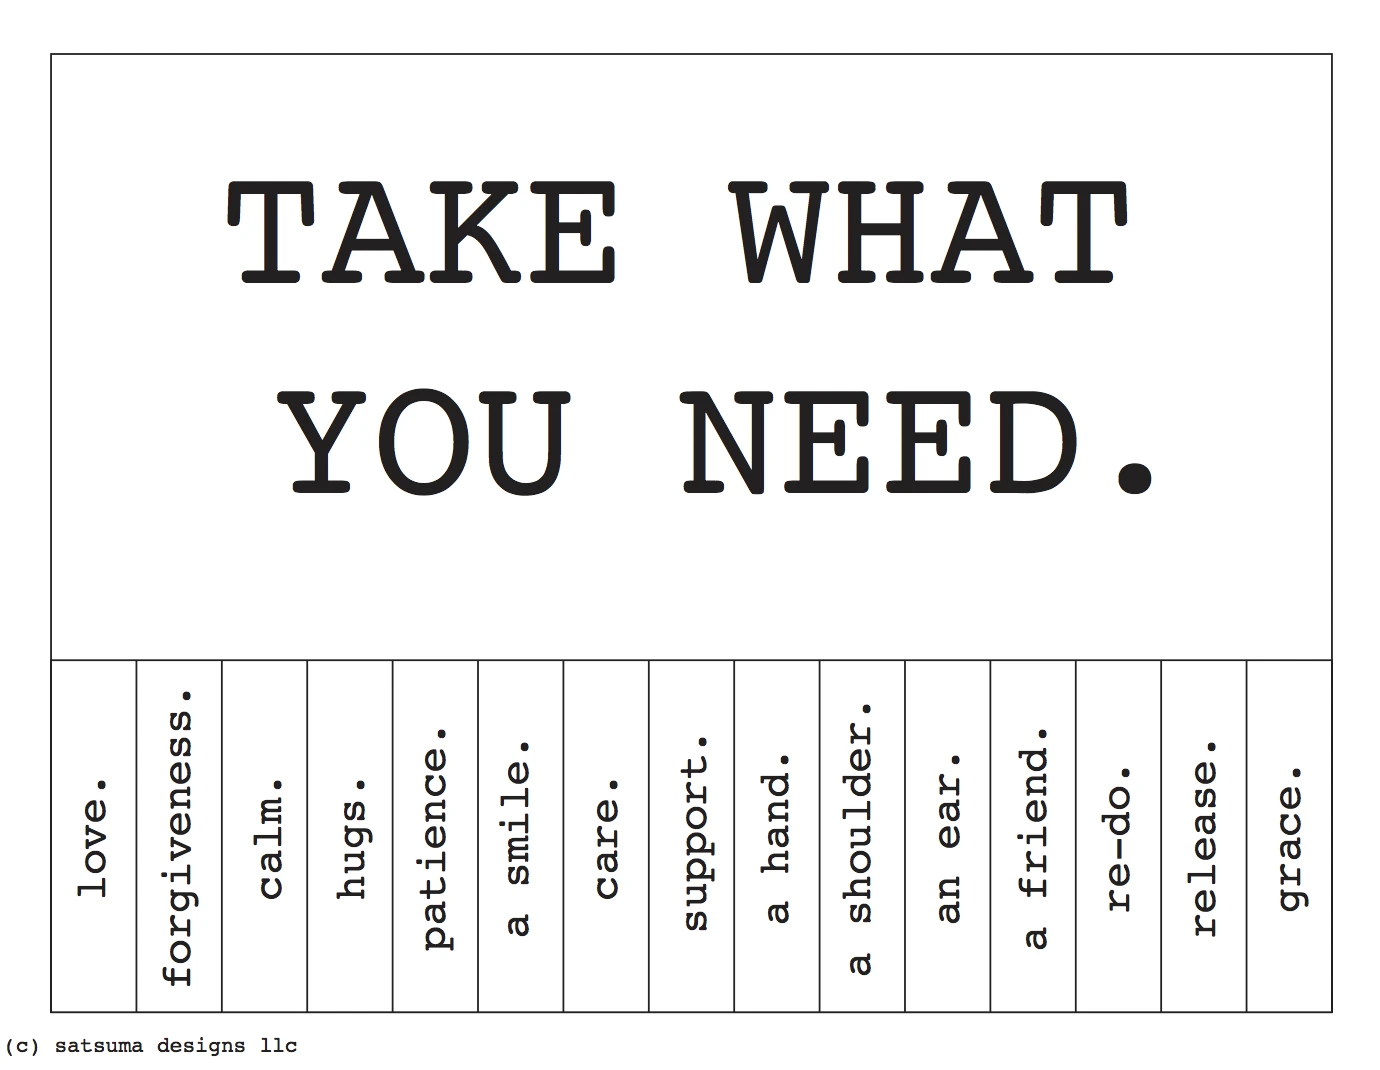 TAKE WHAT
YOU NEED.
love.
forgiveness.
calm.
hugs.
patience.
a smile.
care.
support.
a hand.
a shoulder.
an ear.
a friend.
re-do.
release.
grace.
(c) satsuma designs llc